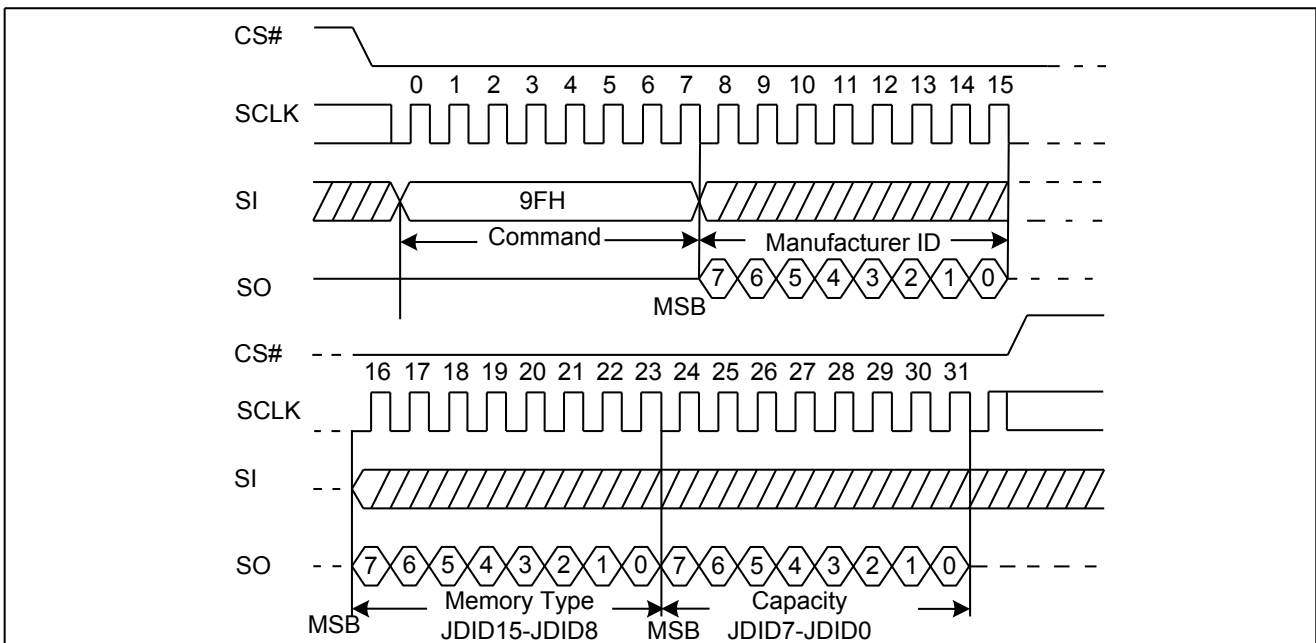 CS#
0 1 2 3 4 5 6 7 8 9 10 11 12 13 14 15
SCLK
SI 9FH
Command Manufacturer ID
SO 7 6 5 4 3 2 1 0
MSB
CS#
16 17 18 19 20 21 22 23 24 25 26 27 28 29 30 31
SCLK
SI
SO 7 6 5 4 3 2 1 0 7 6 5 4 3 2 1 0
Memory Type Capacity
MSB JDID15-JDID8 MSB JDID7-JDID0